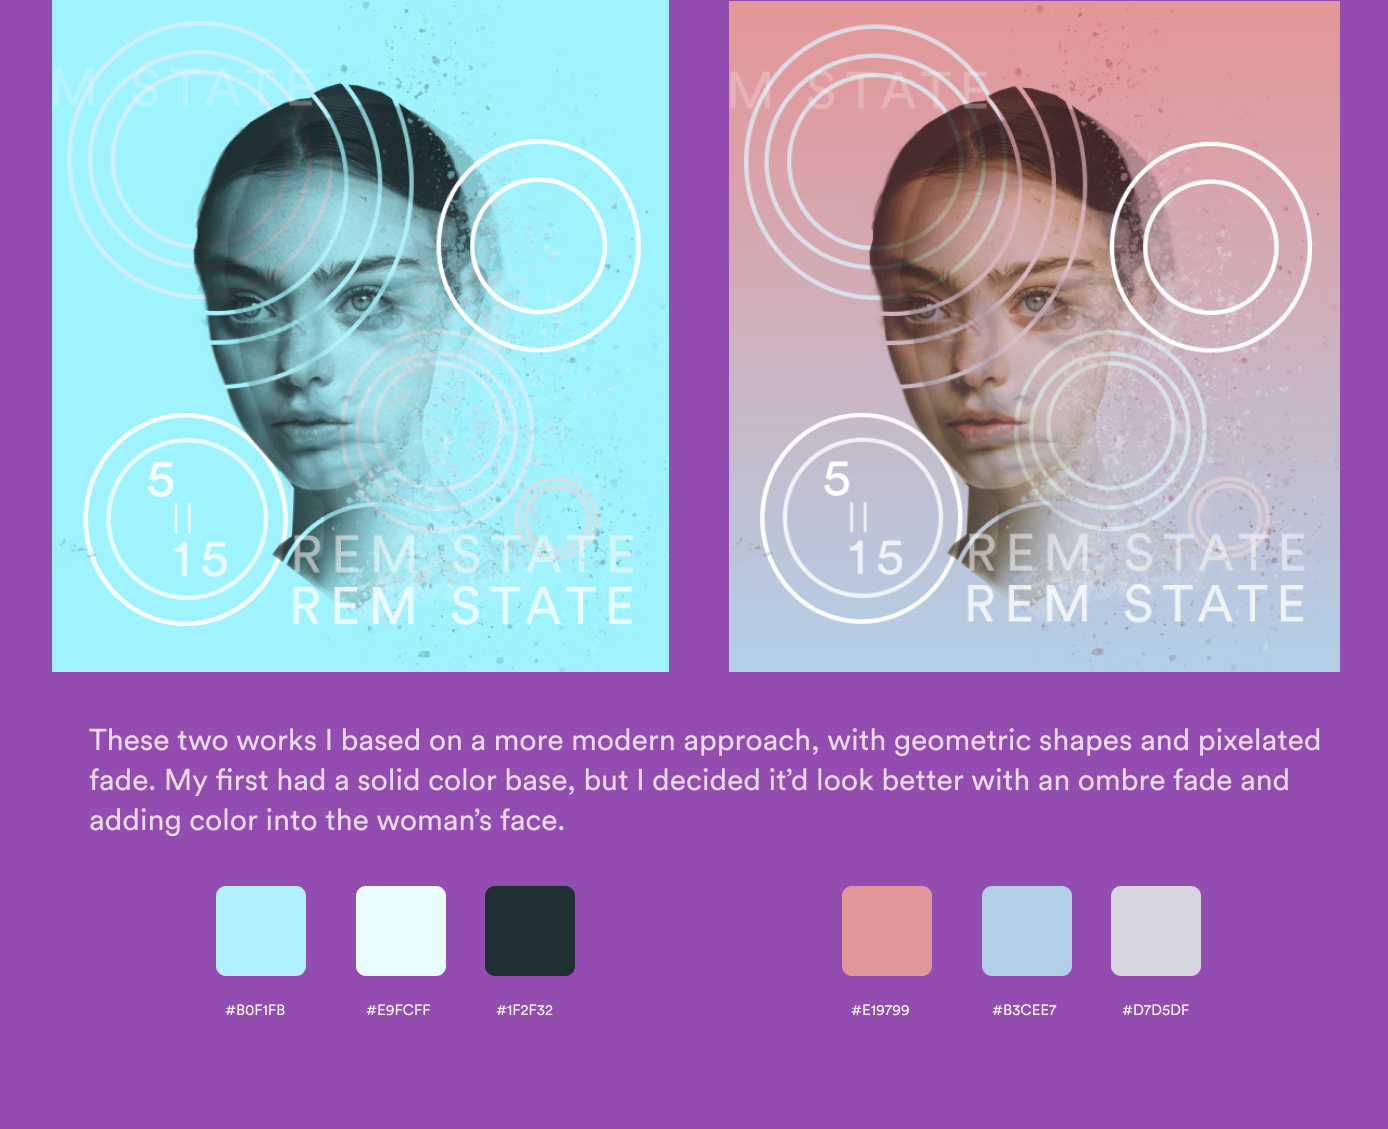 M STATE
M STATE
5
||
15
REM STATE
REM STATE
5
||
15
REM STATE
REM STATE
These two works I based on a more modern approach, with geometric shapes and pixelated
fade. My first had a solid color base, but I decided it’d look better with an ombre fade and
adding color into the woman’s face.
#B0F1FB #E9FCFF #1F2F32 #E19799 #B3CEE7 #D7D5DF